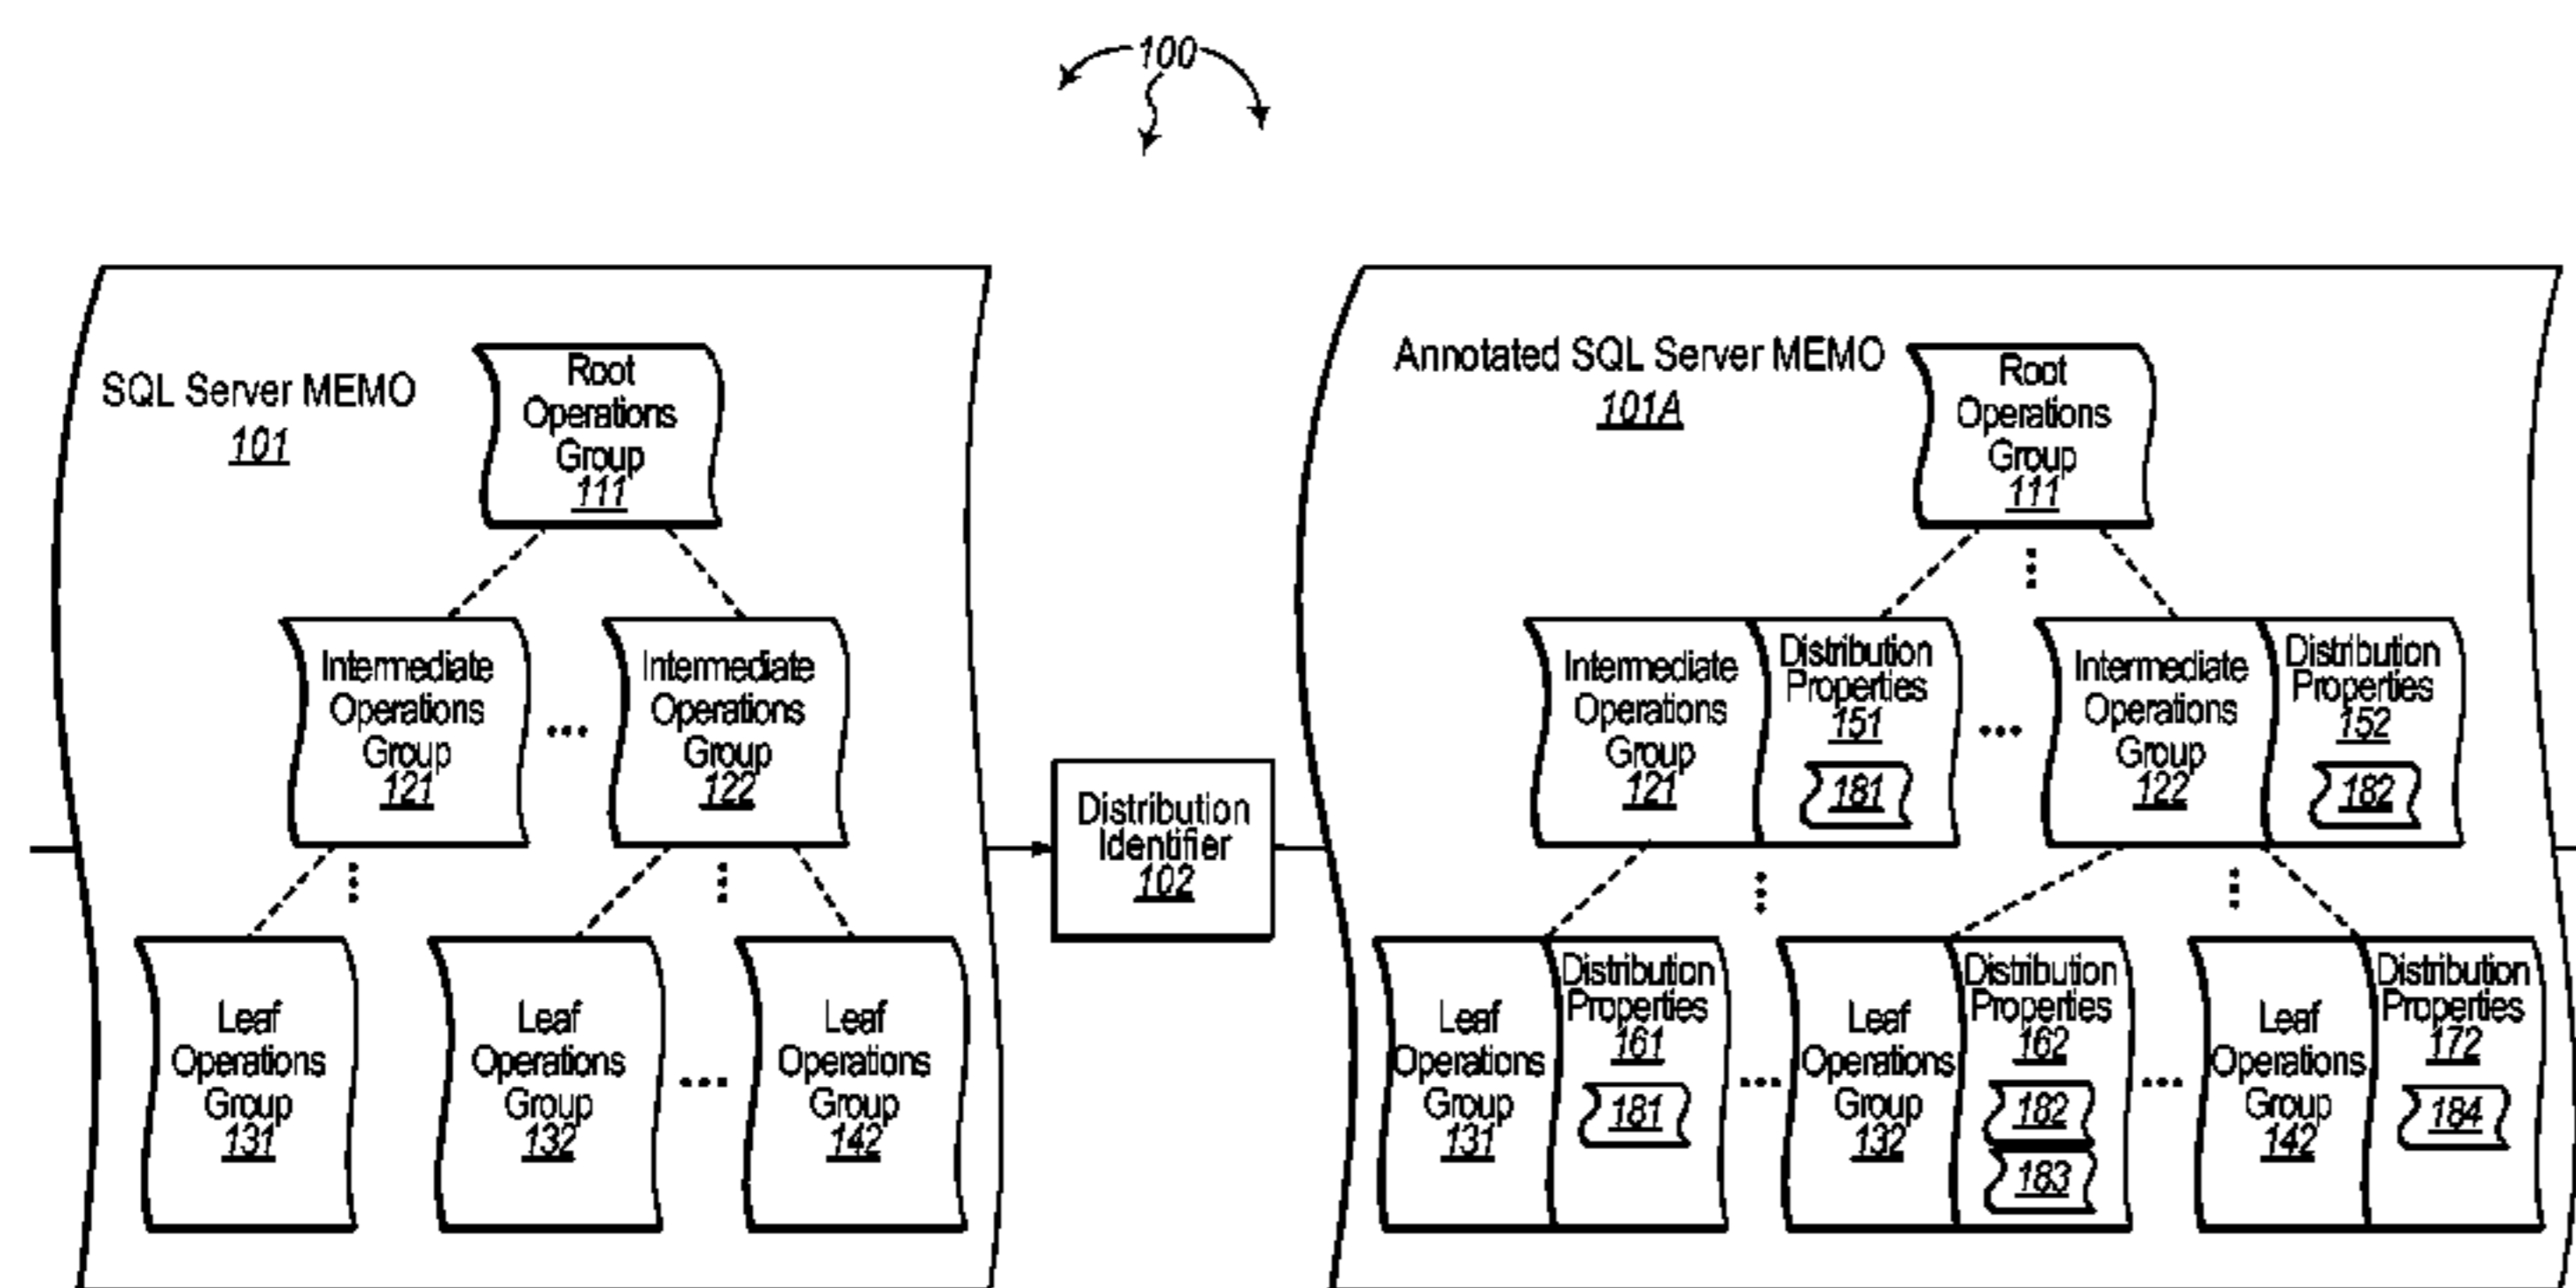 100
SQL Server MEMO
101
Root
Operations
Group
111
Intermediate
Operations
Group
121
Intermediate
Operations
Group
122
Leaf
Operations
Group
131
Leaf
Operations
Group
132
Leaf
Operations
Group
142
Distribution
Identifier
102
Annotated SQL Server MEMO
101A
Root
Operations
Group
111
Intermediate
Operations
Group
121
Distribution
Properties
151
181
Intermediate
Operations
Group
122
Distribution
Properties
152
182
Leaf
Operations
Group
131
Distribution
Properties
161
181
Leaf
Operations
Group
132
Distribution
Properties
162
182
183
Leaf
Operations
Group
142
Distribution
Properties
172
184